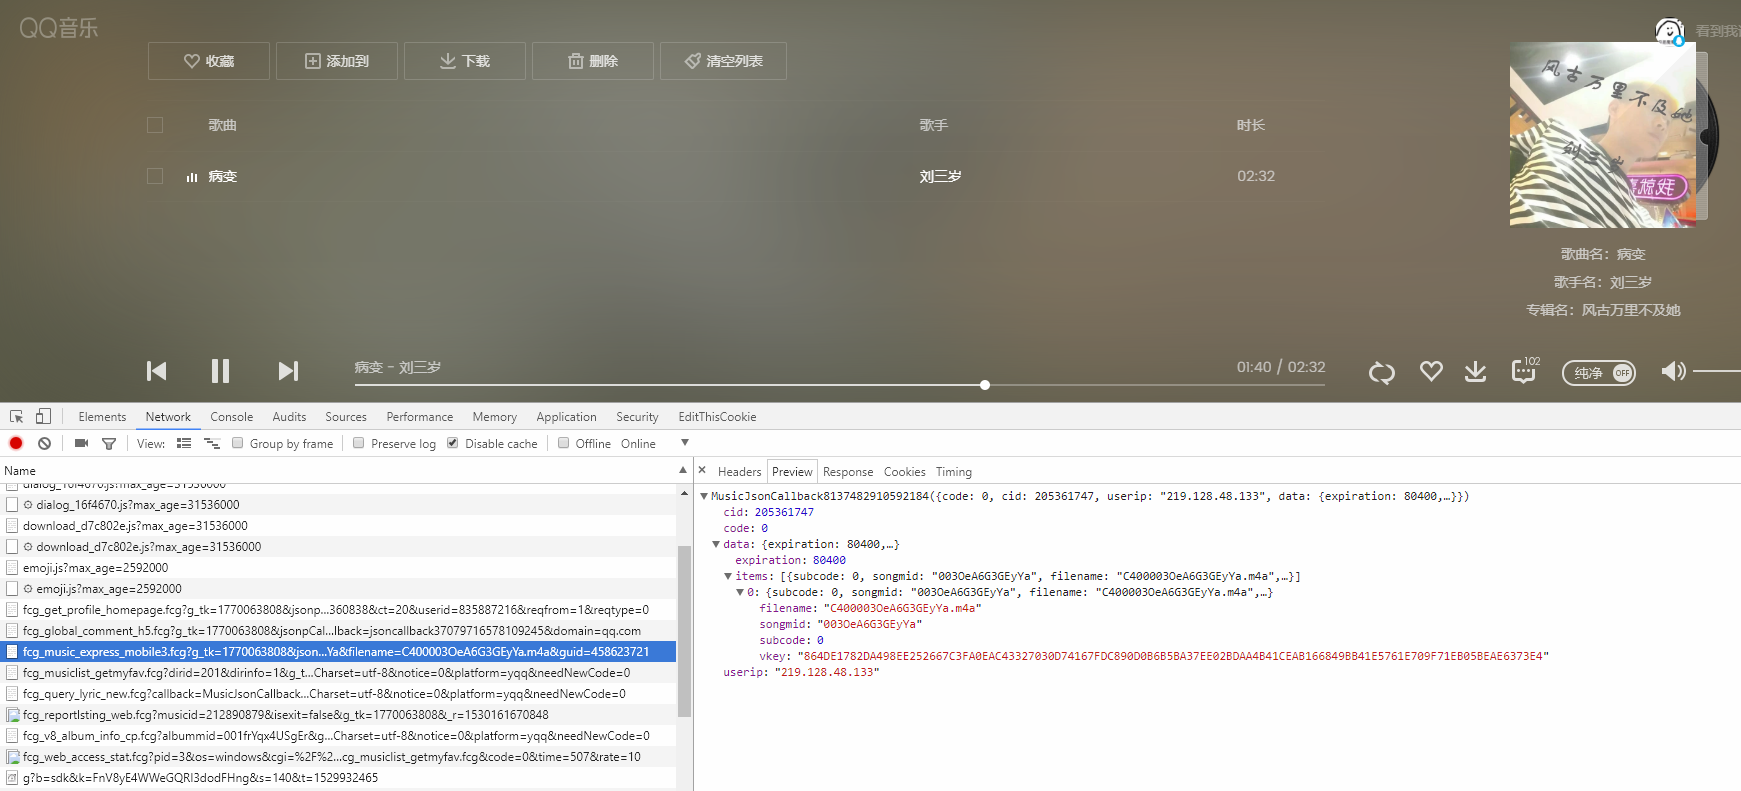 QQ音乐
看到我
收藏
添加到
下载
删除
清空列表
歌曲
歌手
时长
病变
刘三岁
02:32
风古万里不及她
刘三岁
歌曲名：病变
歌手名：刘三岁
专辑名：风古万里不及她
病变 - 刘三岁
01:40 / 02:32
102
纯净
OFF
Elements
Network
Console
Audits
Sources
Performance
Memory
Application
Security
EditThisCookie
View:
Group by frame
Preserve log
Disable cache
Offline
Online
Name
dialog_16f4670.js?max_age=31536000
dialog_16f4670.js?max_age=31536000
download_d7c802e.js?max_age=31536000
download_d7c802e.js?max_age=31536000
emoji.js?max_age=2592000
emoji.js?max_age=2592000
fcg_get_profile_homepage.fcg?g_tk=1770063808&jsonp...360838&ct=20&userid=835887216&reqfrom=1&reqtype=0
fcg_global_comment_h5.fcg?g_tk=1770063808&jsonpCal...lback=jsoncallback37079716578109245&domain=qq.com
fcg_music_express_mobile3.fcg?g_tk=1770063808&json...Ya&filename=C400003OeA6G3GEyYa.m4a&guid=458623721
fcg_musiclist_getmyfav.fcg?dirid=201&dirinfo=1&g_t...Charset=utf-8&notice=0&platform=yqq&needNewCode=0
fcg_query_lyric_new.fcg?callback=MusicJsonCallback...Charset=utf-8&notice=0&platform=yqq&needNewCode=0
fcg_reportlsting_web.fcg?musicid=212890879&isexit=false&g_tk=1770063808&_r=1530161670848
fcg_v8_album_info_cp.fcg?albummid=001frYqx4USgEr&g...Charset=utf-8&notice=0&platform=yqq&needNewCode=0
fcg_web_access_stat.fcg?pid=3&os=windows&cgi=%2F%2...cg_musiclist_getmyfav.fcg&code=0&time=507&rate=10
g?b=sdk&k=FnV8yE4WWeGQRl3dodFHng&s=140&t=1529932465
Headers
Preview
Response
Cookies
Timing
MusicJsonCallback8137482910592184({code: 0, cid: 205361747, userip: "219.128.48.133", data: {expiration: 80400,…}})
cid: 205361747
code: 0
data: {expiration: 80400,…}
expiration: 80400
items: [{subcode: 0, songmid: "003OeA6G3GEyYa", filename: "C400003OeA6G3GEyYa.m4a",…}]
0: {subcode: 0, songmid: "003OeA6G3GEyYa", filename: "C400003OeA6G3GEyYa.m4a",…}
filename: "C400003OeA6G3GEyYa.m4a"
songmid: "003OeA6G3GEyYa"
subcode: 0
vkey: "864DE1782DA498EE252667C3FA0EAC43327030D74167FDC890D0B6B5BA37EE02BDAA4B41CEAB166849BB41E5761E709F71EB05BEAE6373E4"
userip: "219.128.48.133"